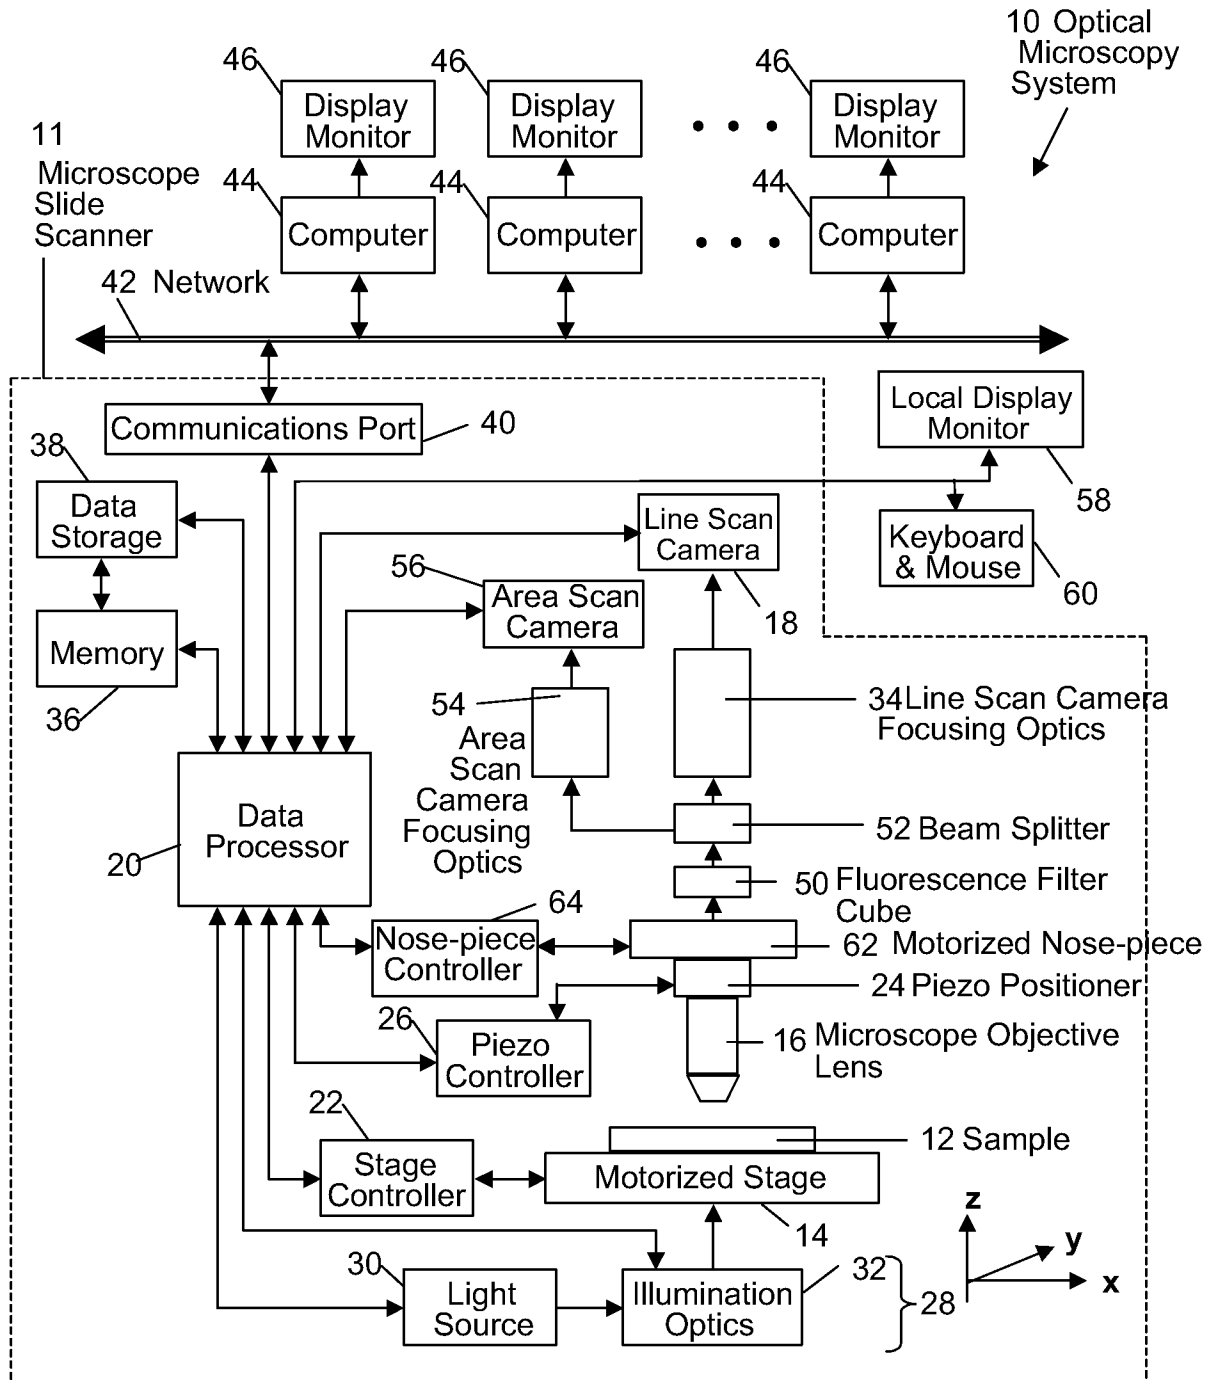 10 Optical
Microscopy
System
46
46
46
Display
Monitor
Display
Monitor
Display
Monitor
11
Microscope
Slide
Scanner
44
44
44
Computer
Computer
Computer
42 Network
Communications Port
40
Local Display
Monitor
58
38
Data
Storage
Line Scan
Camera
18
Keyboard
& Mouse
60
56
Area Scan
Camera
Memory
36
54
Area
Scan
Camera
Focusing
Optics
34 Line Scan Camera
Focusing Optics
Data
Processor
20
52 Beam Splitter
50 Fluorescence Filter
Cube
64
Nose-piece
Controller
62 Motorized Nose-piece
24 Piezo Positioner
26
Piezo
Controller
16 Microscope Objective
Lens
22
Stage
Controller
12 Sample
Motorized Stage
14
z
y
x
30
Light
Source
Illumination
Optics
32
28